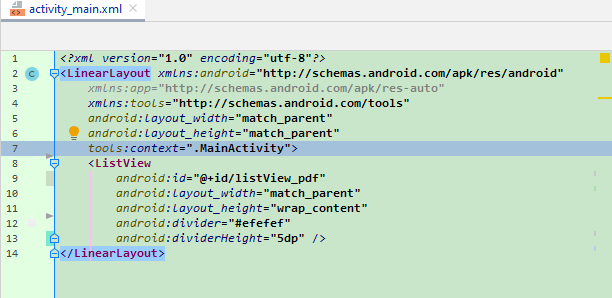 activity_main.xml
1 <?xml version="1.0" encoding="utf-8"?>
2 <LinearLayout xmlns:android="http://schemas.android.com/apk/res/android"
3 xmlns:app="http://schemas.android.com/apk/res-auto"
4 xmlns:tools="http://schemas.android.com/tools"
5 android:layout_width="match_parent"
6 android:layout_height="match_parent"
7 tools:context=".MainActivity">
8 <ListView
9 android:id="@+id/listView_pdf"
10 android:layout_width="match_parent"
11 android:layout_height="wrap_content"
12 android:divider="#efefef"
13 android:dividerHeight="5dp" />
14 </LinearLayout>